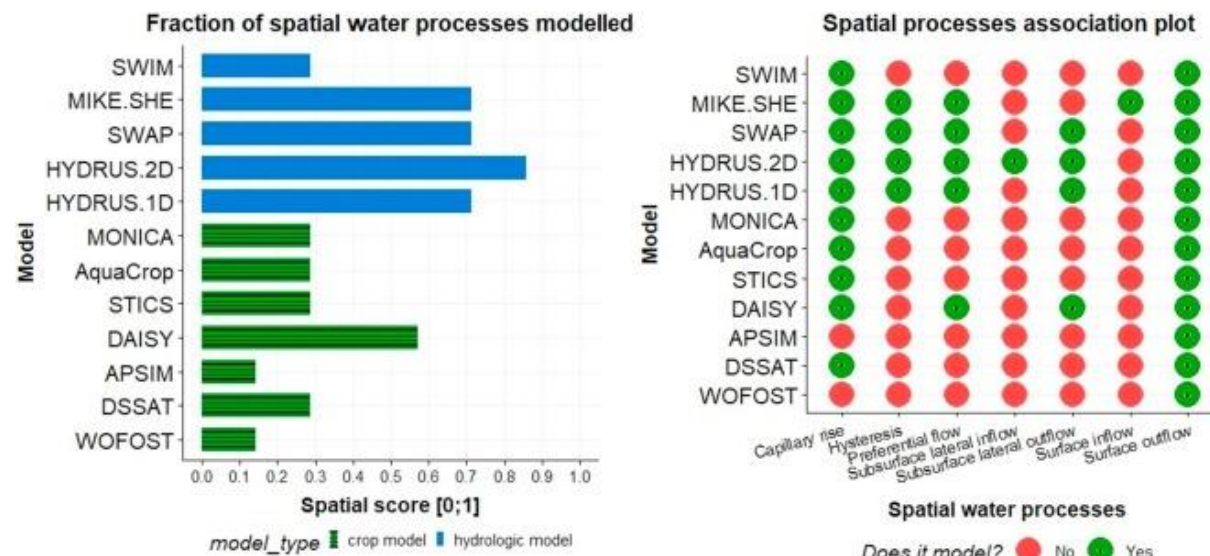 Fraction of spatial water processes modelled
Model
SWIM
MIKE.SHE
SWAP
HYDRUS.2D
HYDRUS.1D
MONICA
AquaCrop
STICS
DAISY
APSIM
DSSAT
WOFOST
0.0 0.1 0.2 0.3 0.4 0.5 0.6 0.7 0.8 0.9 1.0
Spatial score [0;1]
model_type crop model hydrologic model
Spatial processes association plot
Model
SWIM
MIKE.SHE
SWAP
HYDRUS.2D
HYDRUS.1D
MONICA
AquaCrop
STICS
DAISY
APSIM
DSSAT
WOFOST
Capillary rise
Hysteresis
Preferential flow
Subsurface lateral inflow
Subsurface lateral outflow
Surface inflow
Surface outflow
Spatial water processes
Does it model? No Yes